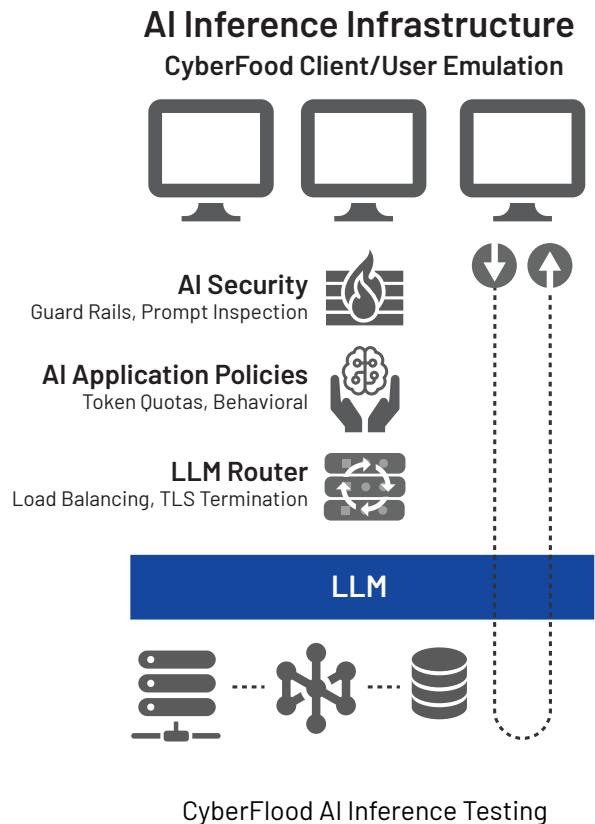 AI Inference Infrastructure
CyberFood Client/User Emulation
AI Security
Guard Rails, Prompt Inspection
AI Application Policies
Token Quotas, Behavioral
LLM Router
Load Balancing, TLS Termination
LLM
CyberFlood AI Inference Testing